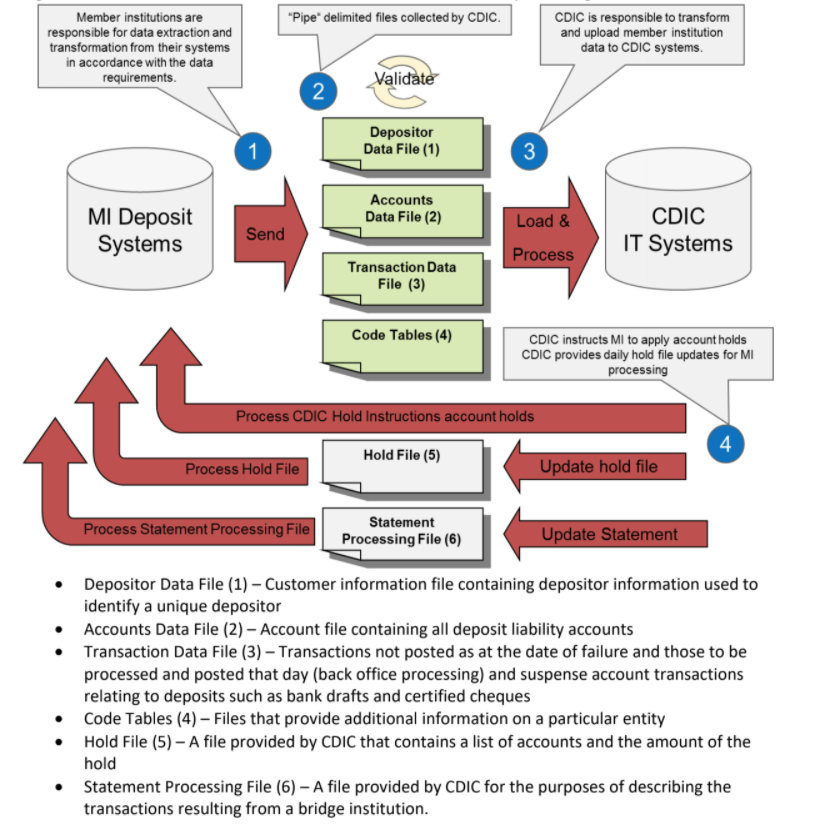 Member institutions are
responsible for data extraction and
transformation from their systems
in accordance with the data
requirements.
"Pipe" delimited files collected by CDIC.
CDIC is responsible to transform
and upload member institution
data to CDIC systems.
1
2
Validate
3
MI Deposit
Systems
Send
Depositor
Data File (1)
Accounts
Data File (2)
Transaction Data
File (3)
Code Tables (4)
Load &
Process
CDIC
IT Systems
CDIC instructs MI to apply account holds
CDIC provides daily hold file updates for MI
processing
4
Process CDIC Hold Instructions account holds
Process Hold File
Hold File (5)
Update hold file
Process Statement Processing File
Statement
Processing File (6)
Update Statement
• Depositor Data File (1) – Customer information file containing depositor information used to
identify a unique depositor
• Accounts Data File (2) – Account file containing all deposit liability accounts
• Transaction Data File (3) – Transactions not posted as at the date of failure and those to be
processed and posted that day (back office processing) and suspense account transactions
relating to deposits such as bank drafts and certified cheques
• Code Tables (4) – Files that provide additional information on a particular entity
• Hold File (5) – A file provided by CDIC that contains a list of accounts and the amount of the
hold
• Statement Processing File (6) – A file provided by CDIC for the purposes of describing the
transactions resulting from a bridge institution.